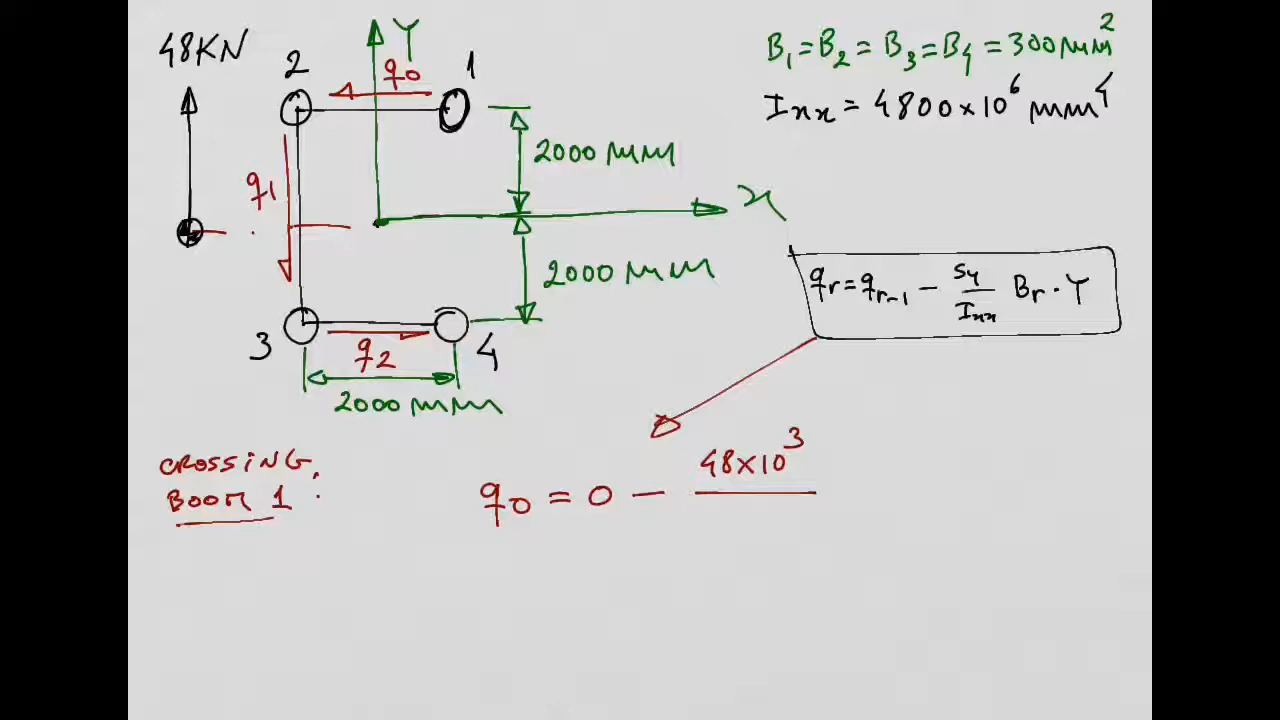 48KN
2
1
Y
q0
q1
2000 mm
2000 mm
x
3
4
q2
2000 mm
B1 = B2 = B3 = B4 = 300 mm²
Ixx = 4800 × 10⁶ mm⁴
qr = qr-1 − Sy/Ixx Br · Y
CROSSING
BOOM 1 :
q0 = 0 − 48×10³